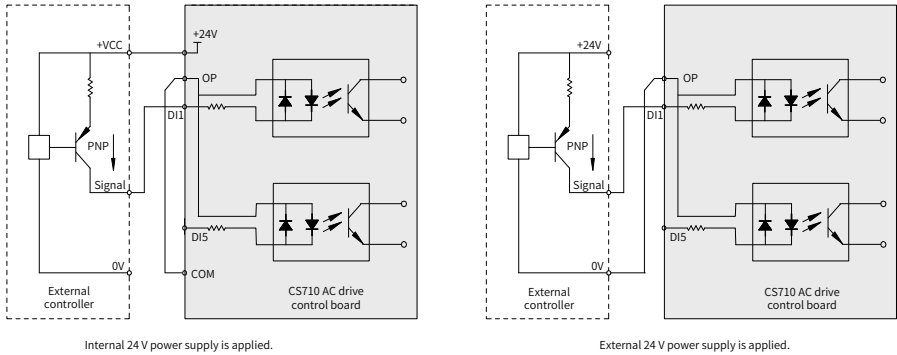 +24V
+VCC
OP
DI1
PNP
Signal
DI5
0V
COM
External
controller
CS710 AC drive
control board
Internal 24 V power supply is applied.
+24V
OP
DI1
PNP
Signal
DI5
0V
External
controller
CS710 AC drive
control board
External 24 V power supply is applied.